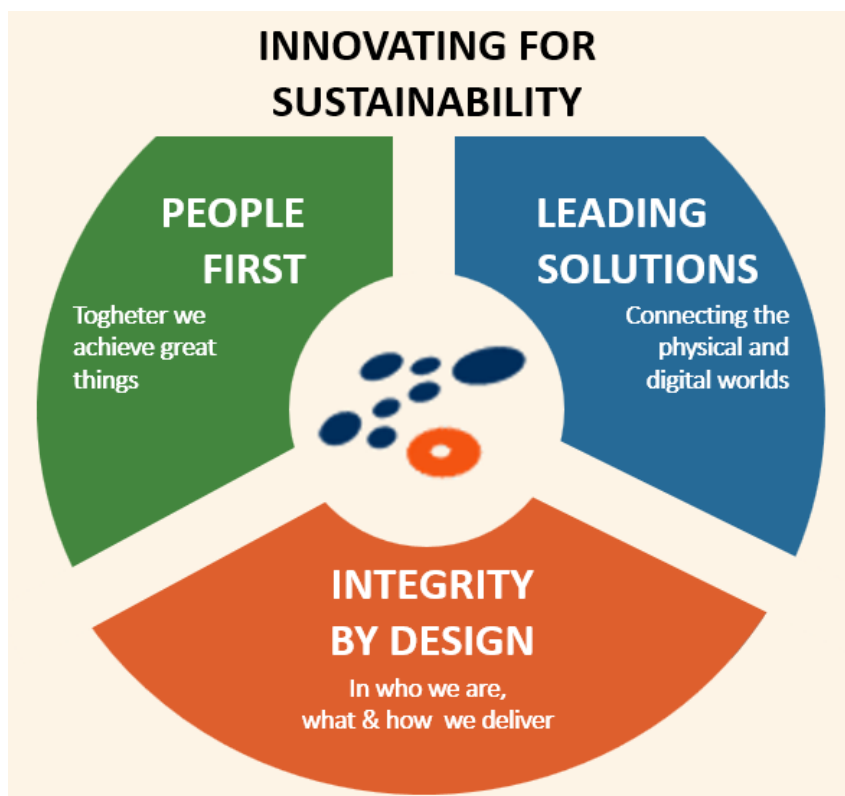 INNOVATING FOR
SUSTAINABILITY
PEOPLE
FIRST
Togheter we
achieve great
things
LEADING
SOLUTIONS
Connecting the
physical and
digital worlds
INTEGRITY
BY DESIGN
In who we are,
what & how  we deliver